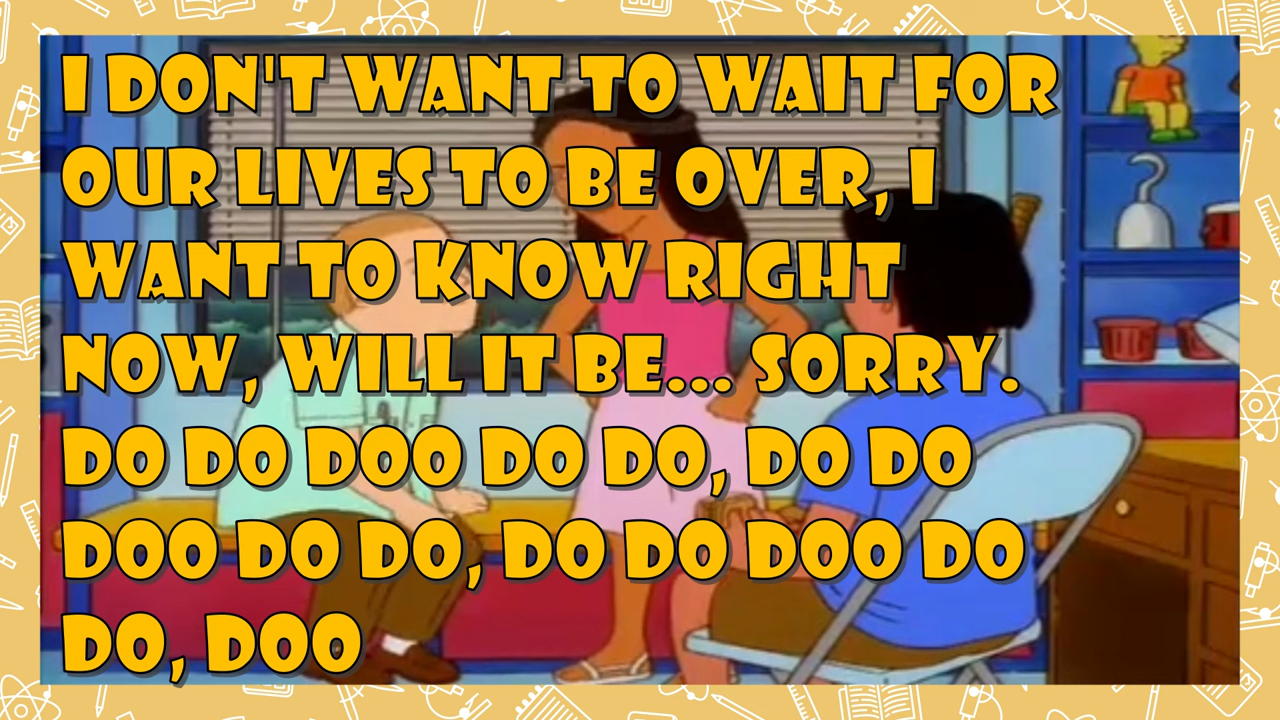 I DON'T WANT TO WAIT FOR
OUR LIVES TO BE OVER, I
WANT TO KNOW RIGHT
NOW, WILL IT BE... SORRY.
DO DO DOO DO DO, DO DO
DOO DO DO, DO DO DOO DO
DO, DOO